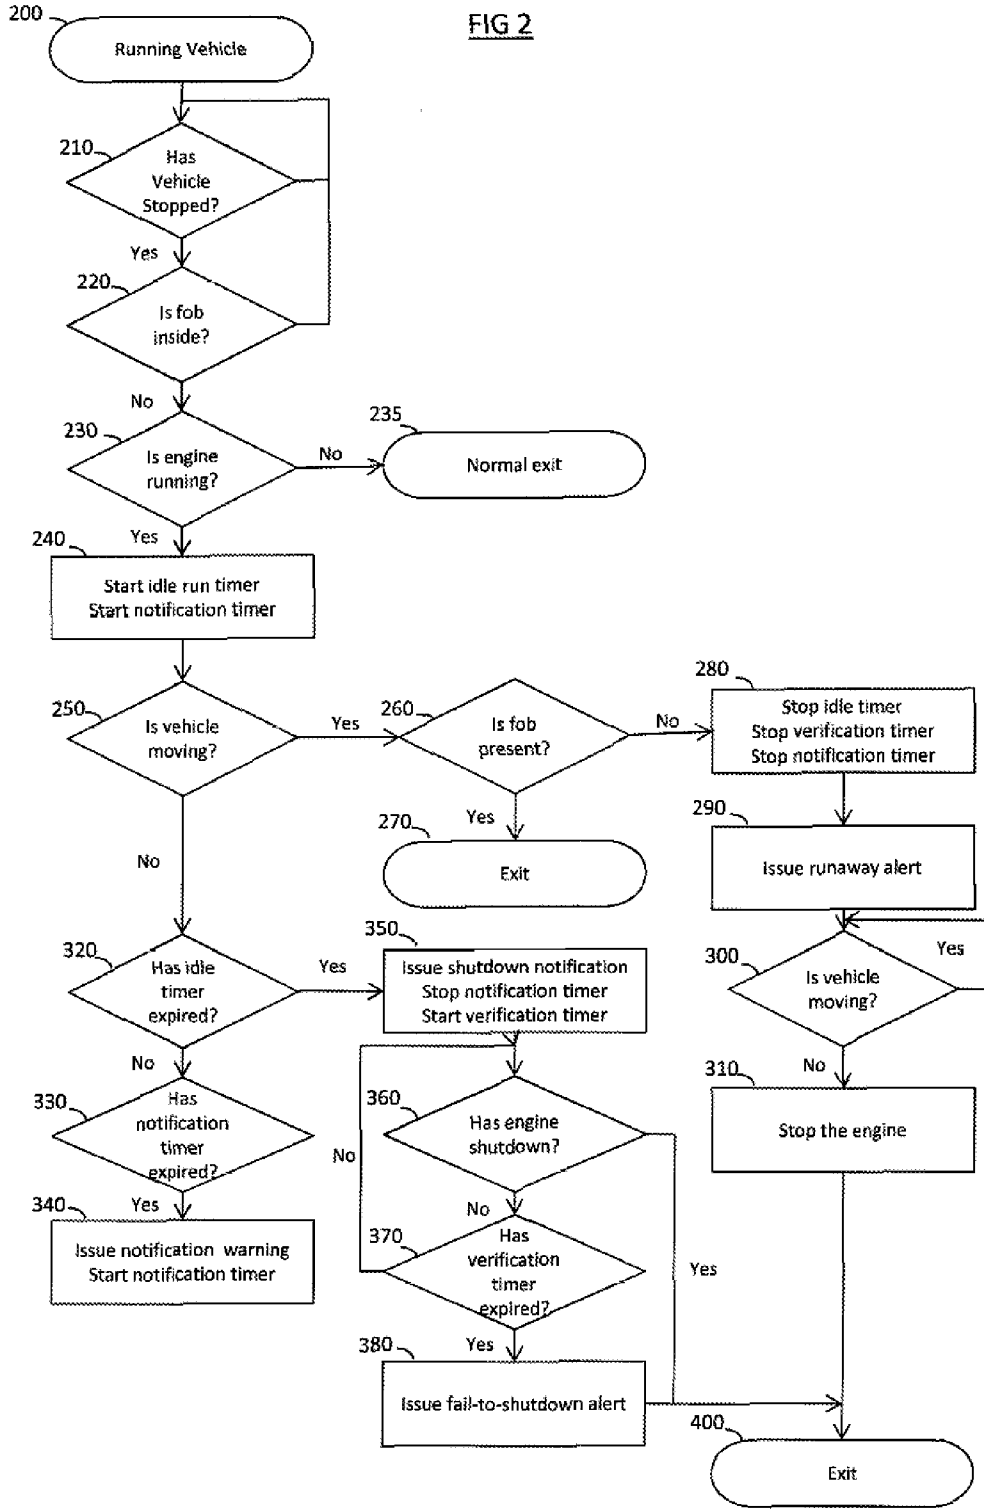 FIG 2
200
Running Vehicle
210
Has
Vehicle
Stopped?
Yes
220
Is fob
inside?
No
230
Is engine
running?
No
235
Normal exit
Yes
240
Start idle run timer
Start notification timer
250
Is vehicle
moving?
Yes
260
Is fob
present?
No
280
Stop idle timer
Stop verification timer
Stop notification timer
Yes
270
Exit
290
Issue runaway alert
No
300
Is vehicle
moving?
Yes
No
310
Stop the engine
320
Has idle
timer
expired?
Yes
350
Issue shutdown notification
Stop notification timer
Start verification timer
No
330
Has
notification
timer
expired?
Yes
340
Issue notification warning
Start notification timer
360
Has engine
shutdown?
No
No
370
Has
verification
timer
expired?
Yes
Yes
380
Issue fail-to-shutdown alert
400
Exit